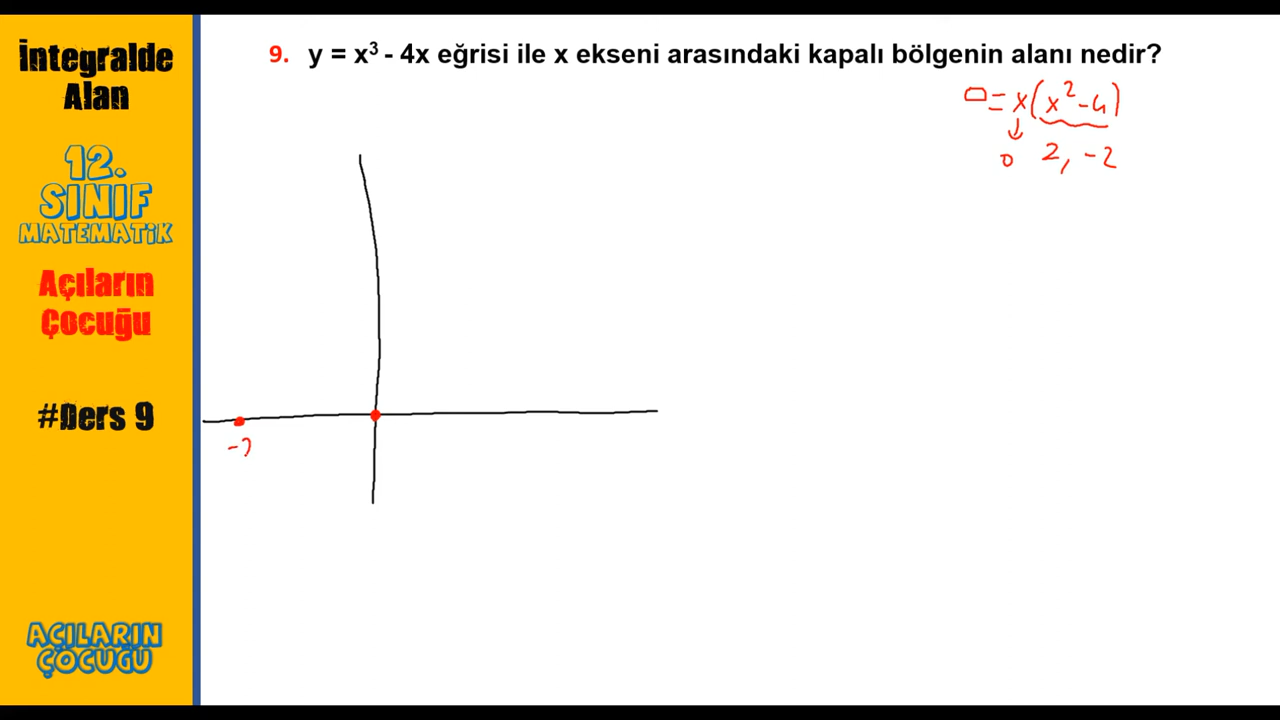 İntegralde
Alan
12.
SINIF
MATEMATİK
Açıların
Çocuğu
#Ders 9
AÇILARIN
ÇOCUĞU
9. y = x³ - 4x eğrisi ile x ekseni arasındaki kapalı bölgenin alanı nedir?
0 = x(x² - 4)
0 2, -2
-2